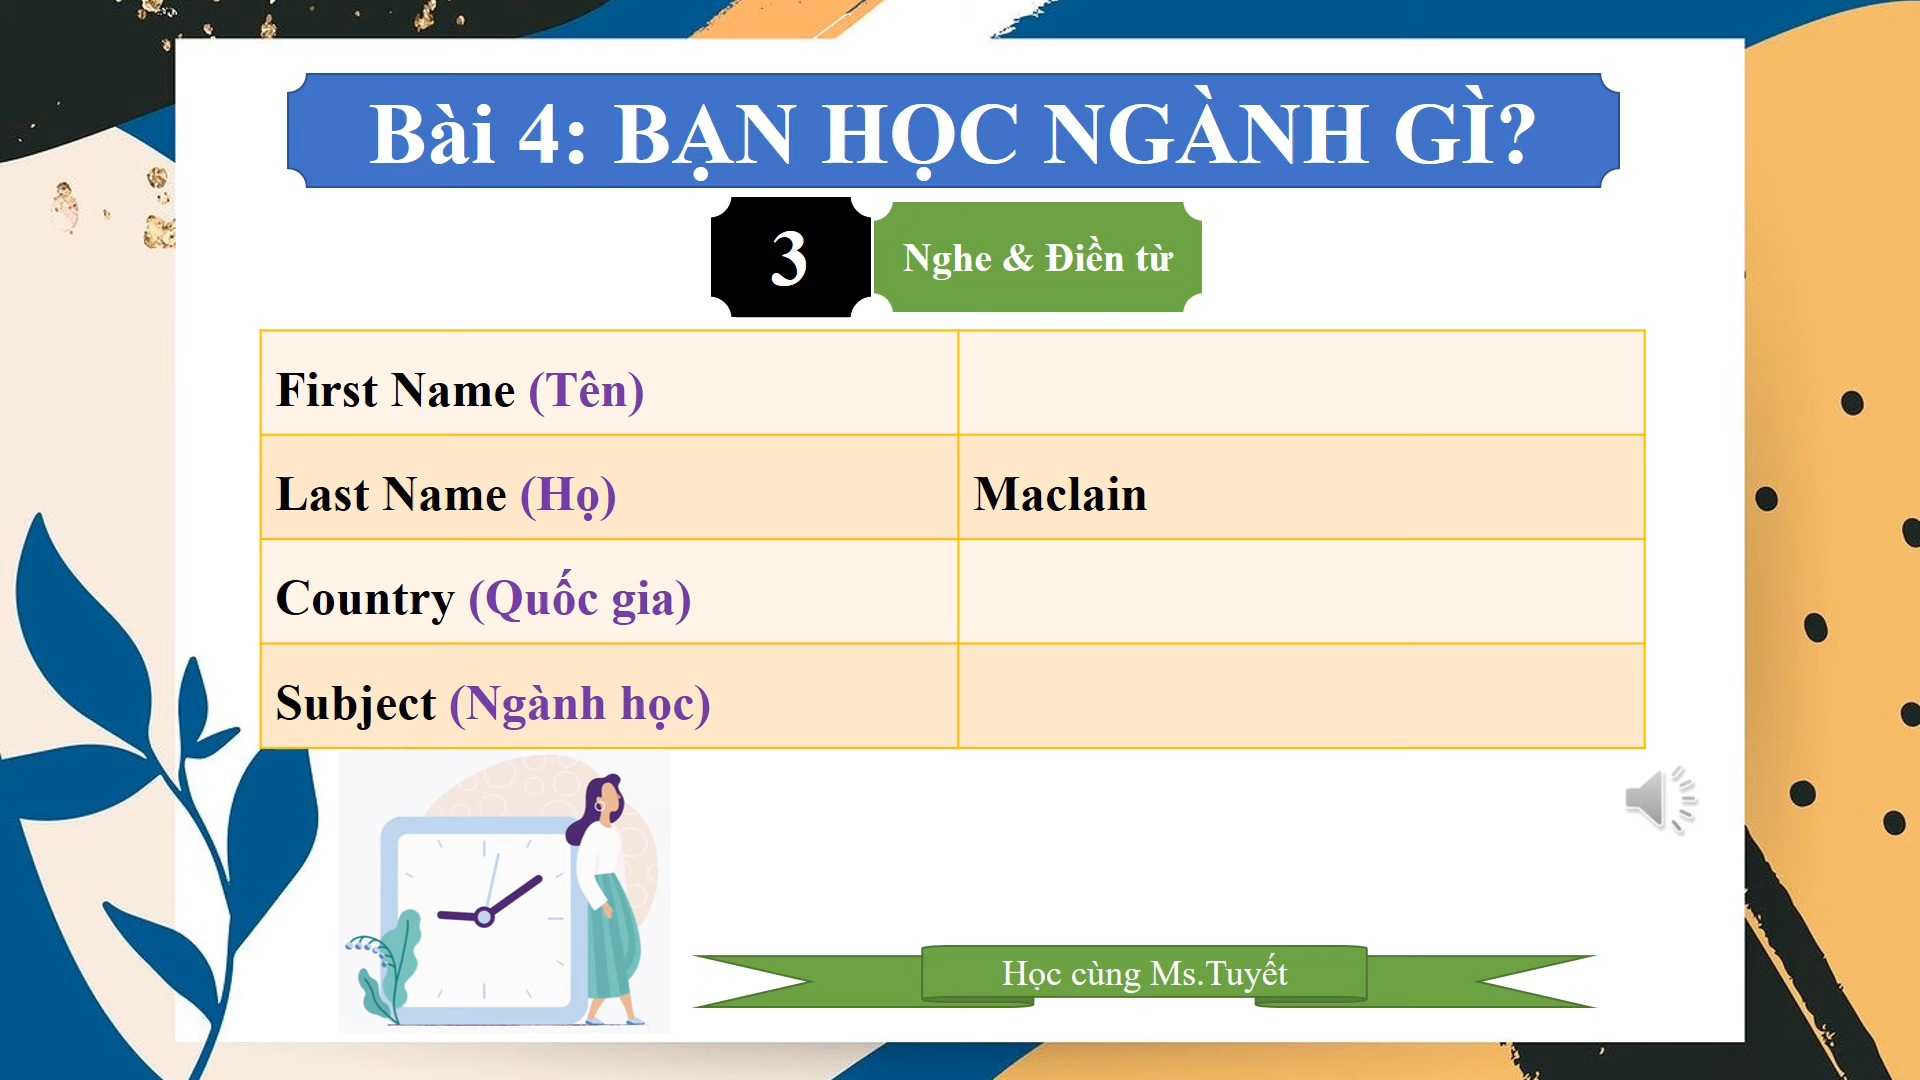 Bài 4: BẠN HỌC NGÀNH GÌ?
3
Nghe & Điền từ
First Name (Tên)
Last Name (Họ) Maclain
Country (Quốc gia)
Subject (Ngành học)
Học cùng Ms.Tuyết